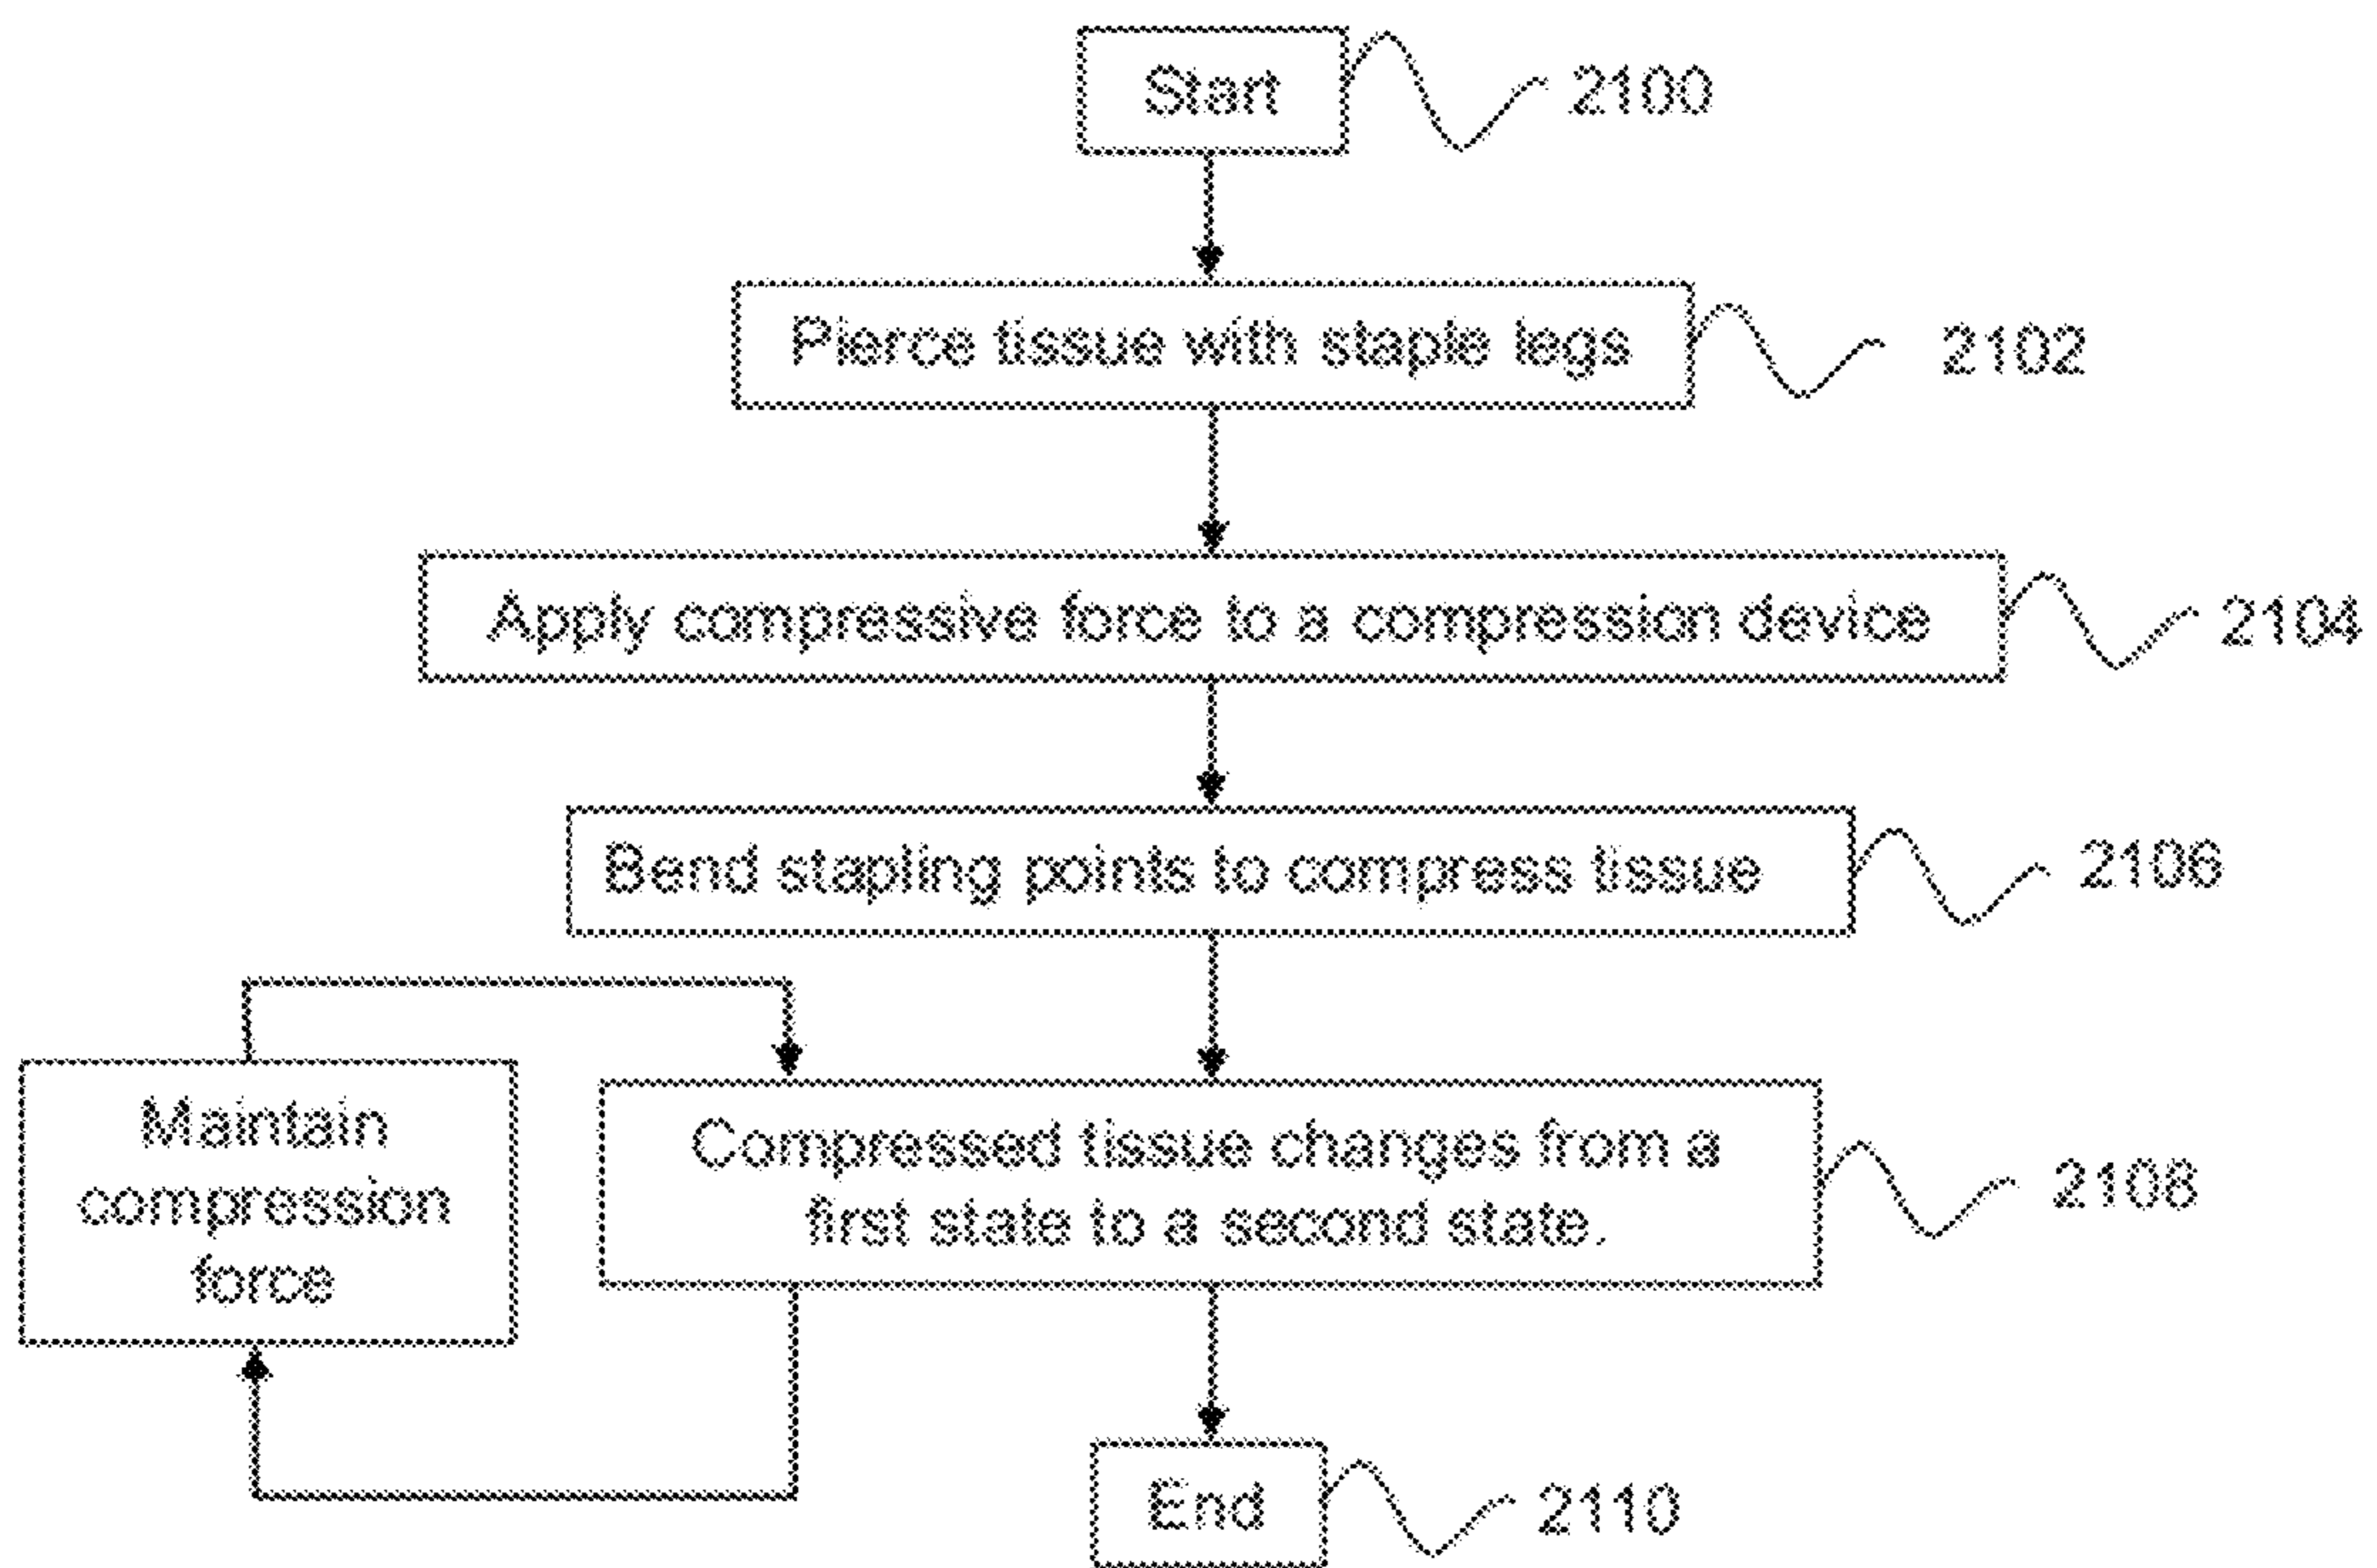 Start
2100
Pierce tissue with staple legs
2102
Apply compressive force to a compression device
2104
Bend stapling points to compress tissue
2106
Maintain
compression
force
Compressed tissue changes from a
first state to a second state.
2108
End
2110